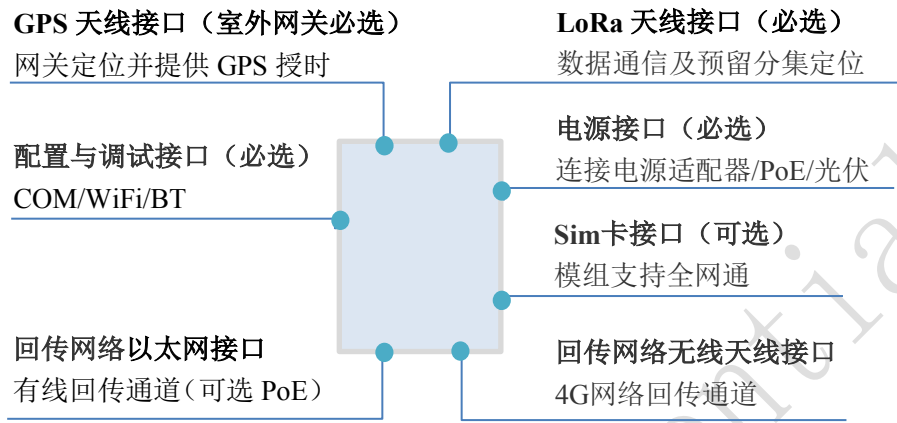 GPS 天线接口（室外网关必选）
网关定位并提供 GPS 授时
配置与调试接口（必选）
COM/WiFi/BT
回传网络以太网接口
有线回传通道（可选 PoE）
LoRa 天线接口（必选）
数据通信及预留分集定位
电源接口（必选）
连接电源适配器/PoE/光伏
Sim卡接口（可选）
模组支持全网通
回传网络无线天线接口
4G网络回传通道